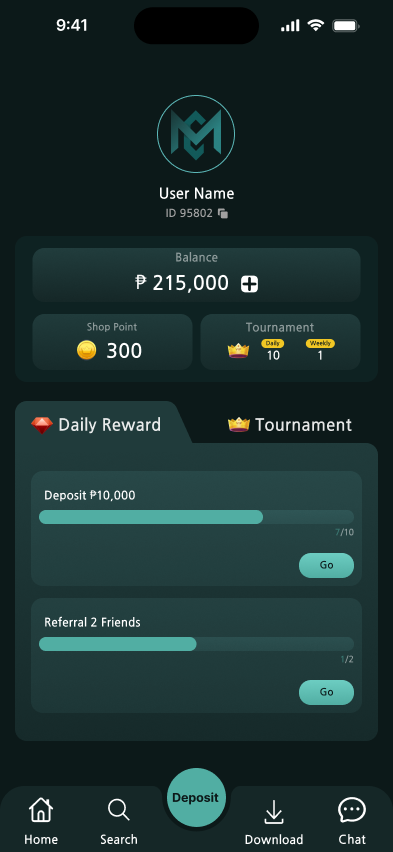 9:41
User Name
ID 95802
Balance
₱ 215,000
Shop Point
300
Tournament
Daily
10
Weekly
1
Daily Reward
Tournament
Deposit ₱10,000
7/10
Go
Referral 2 Friends
1/2
Go
Home
Search
Deposit
Download
Chat